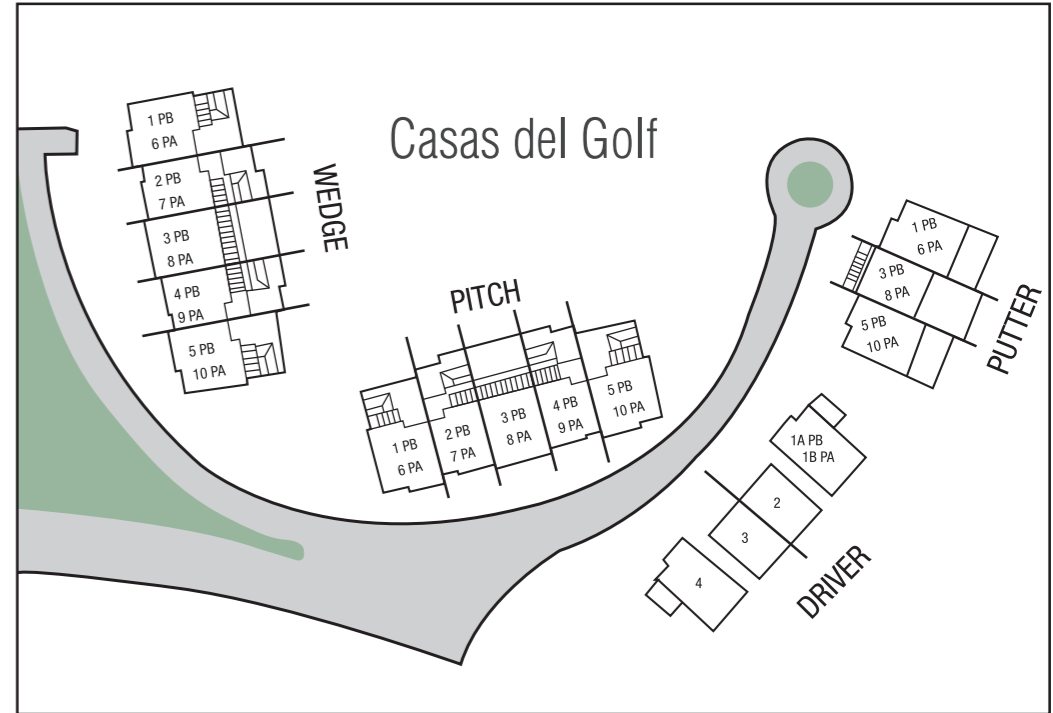 Casas del Golf
WEDGE
1 PB
6 PA
2 PB
7 PA
3 PB
8 PA
4 PB
9 PA
5 PB
10 PA
PITCH
1 PB
6 PA
2 PB
7 PA
3 PB
8 PA
4 PB
9 PA
5 PB
10 PA
PUTTER
1 PB
6 PA
3 PB
8 PA
5 PB
10 PA
DRIVER
1A PB
1B PA
2
3
4